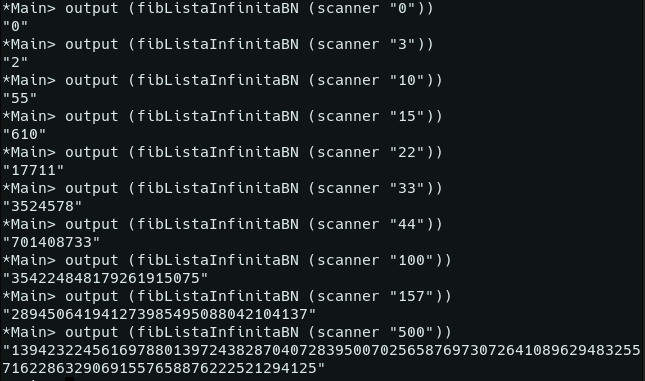 *Main> output (fibListaInfinitaBN (scanner "0"))
"0"
*Main> output (fibListaInfinitaBN (scanner "3"))
"2"
*Main> output (fibListaInfinitaBN (scanner "10"))
"55"
*Main> output (fibListaInfinitaBN (scanner "15"))
"610"
*Main> output (fibListaInfinitaBN (scanner "22"))
"17711"
*Main> output (fibListaInfinitaBN (scanner "33"))
"3524578"
*Main> output (fibListaInfinitaBN (scanner "44"))
"701408733"
*Main> output (fibListaInfinitaBN (scanner "100"))
"354224848179261915075"
*Main> output (fibListaInfinitaBN (scanner "157"))
"289450641941273985495088042104137"
*Main> output (fibListaInfinitaBN (scanner "500"))
"139423224561697880139724382870407283950070256587697307264108962948325571622863290691557658876222521294125"